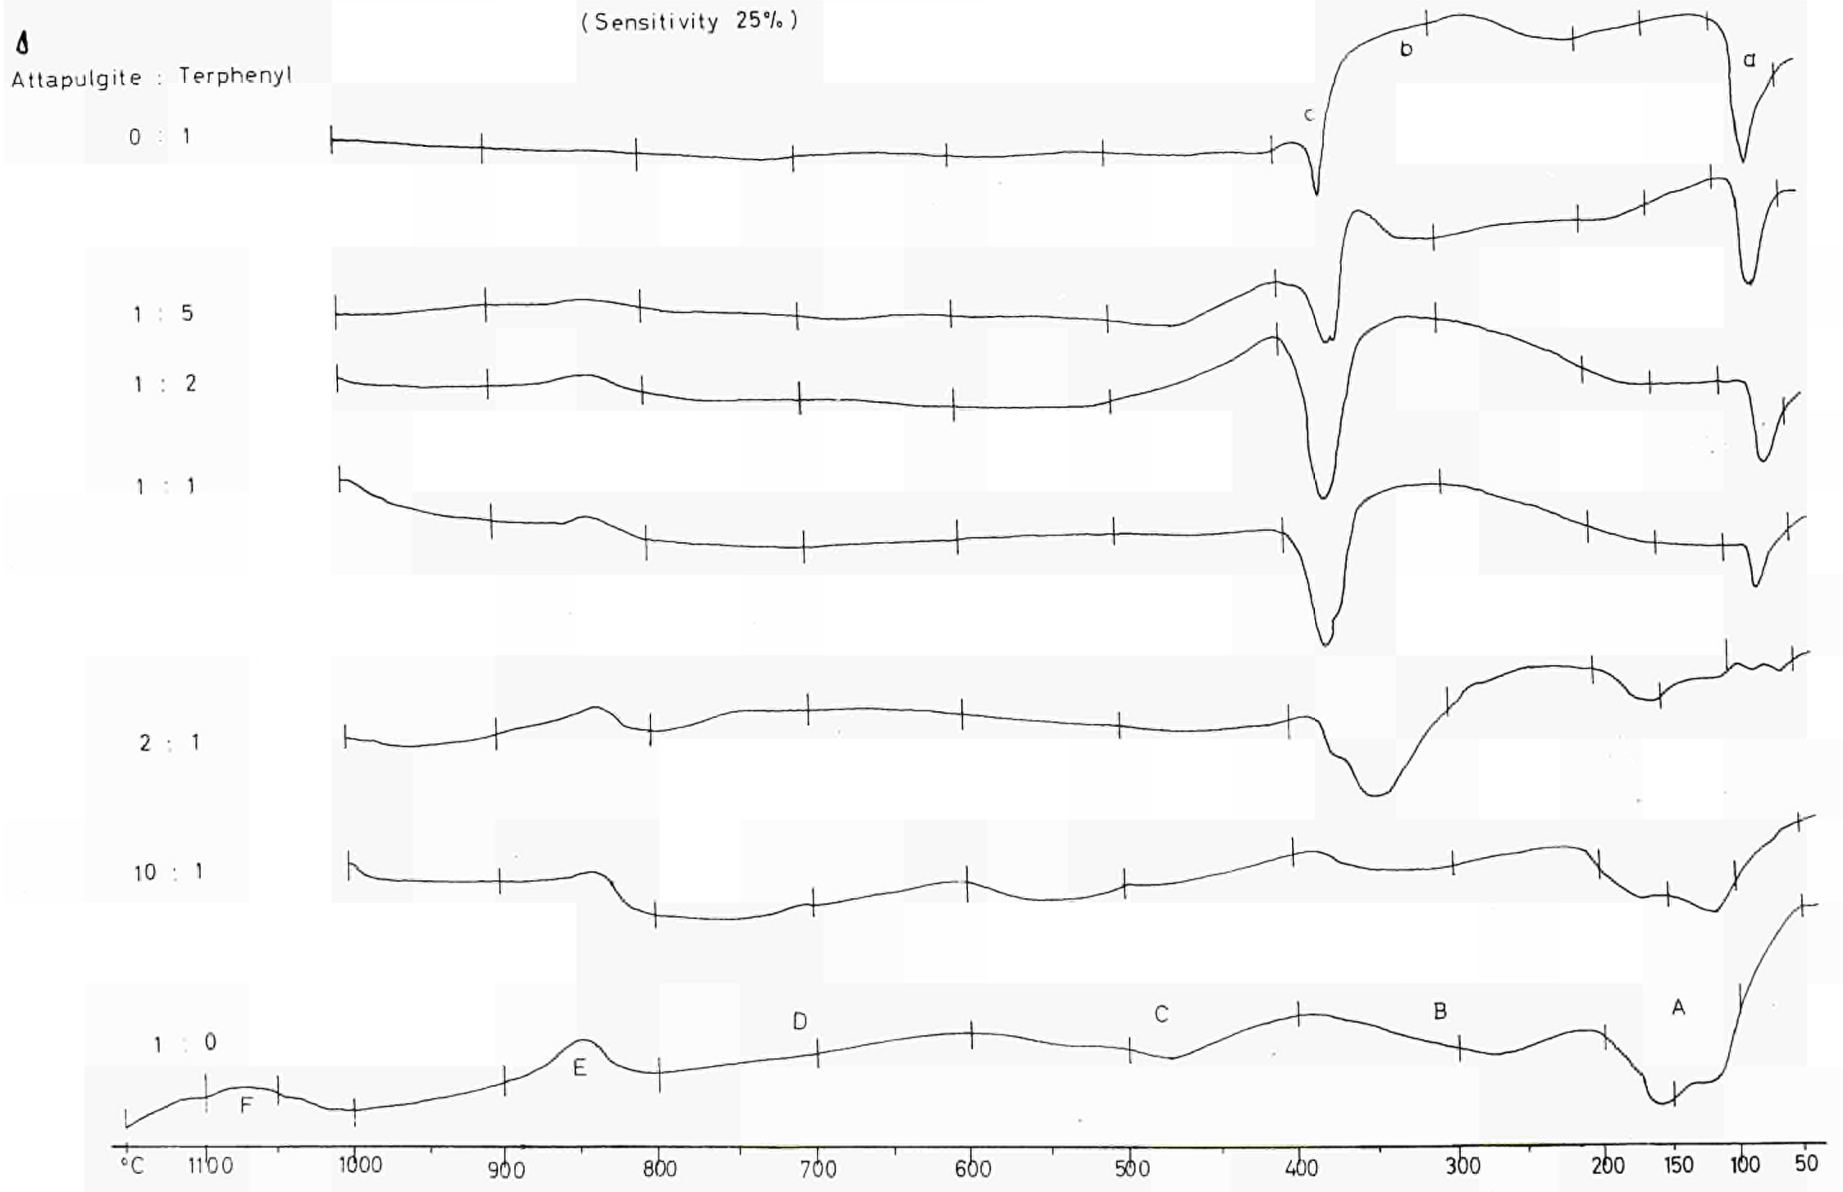 (Sensitivity 25%)
Attapulgite : Terphenyl
a
b
c
0 : 1
1 : 5
1 : 2
1 : 1
2 : 1
10 : 1
1 : 0
A
B
C
D
E
F
°C 1100 1000 900 800 700 600 500 400 300 200 150 100 50